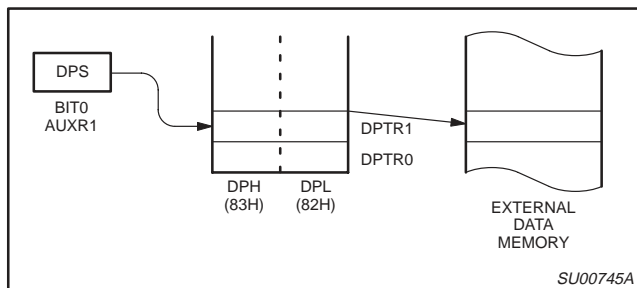 DPS
BIT0
AUXR1
DPTR1
DPTR0
DPH
(83H)
DPL
(82H)
EXTERNAL
DATA
MEMORY
SU00745A